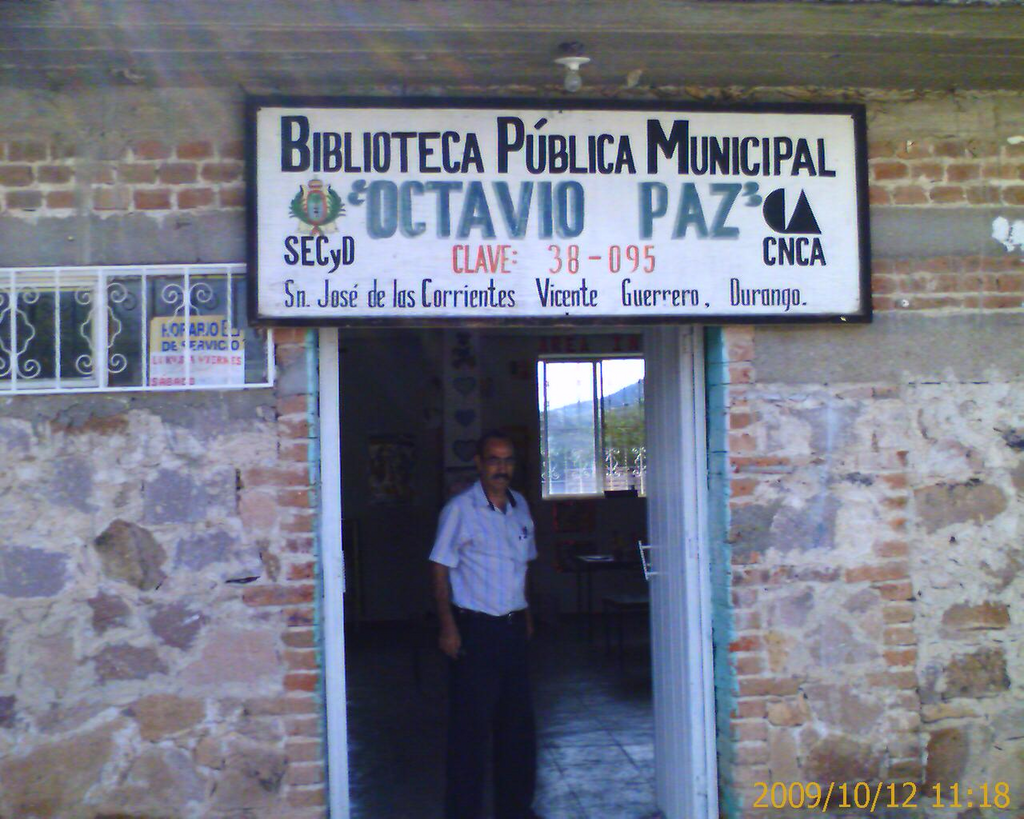 BIBLIOTECA PÚBLICA MUNICIPAL
"OCTAVIO PAZ"
SECyD
CLAVE: 38-095
CNCA
Sn. José de las Corrientes Vicente Guerrero, Durango.
HORARIO
DE SERVICIO
SABADO
2009/10/12 11:18